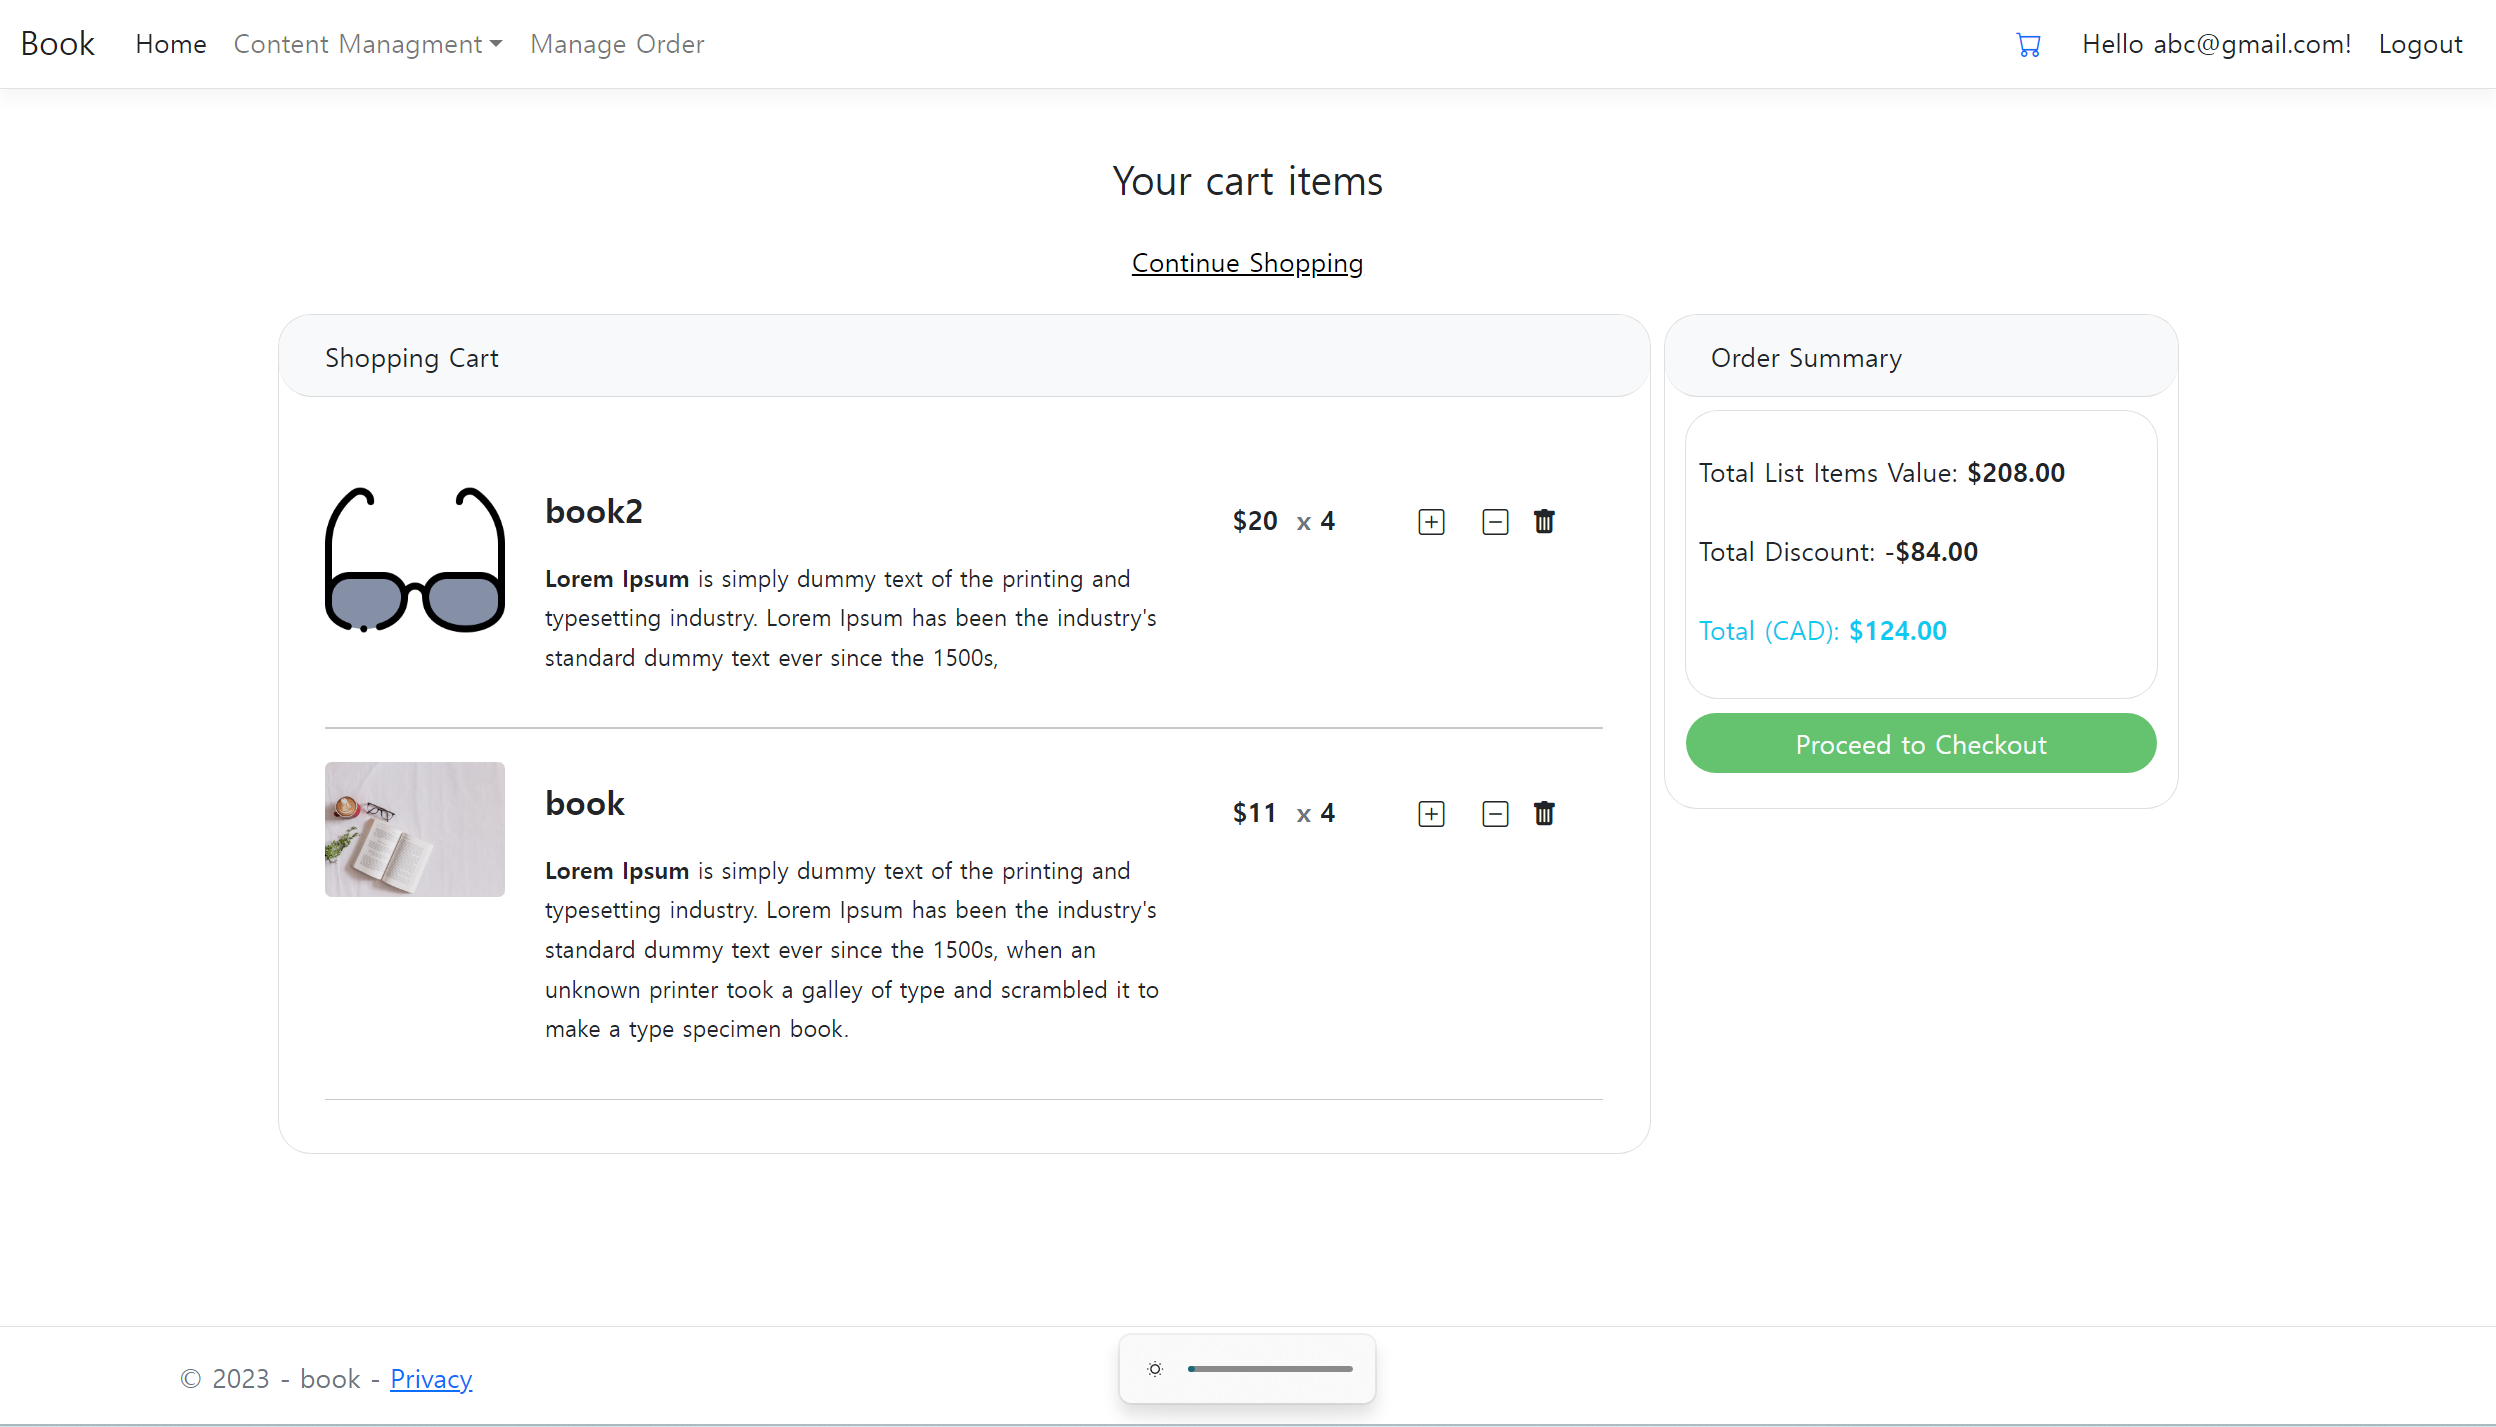 Book Home Content Managment Manage Order Hello abc@gmail.com! Logout
Your cart items
Continue Shopping
Shopping Cart
book2
$20 x 4
Lorem Ipsum is simply dummy text of the printing and
typesetting industry. Lorem Ipsum has been the industry's
standard dummy text ever since the 1500s,
book
$11 x 4
Lorem Ipsum is simply dummy text of the printing and
typesetting industry. Lorem Ipsum has been the industry's
standard dummy text ever since the 1500s, when an
unknown printer took a galley of type and scrambled it to
make a type specimen book.
Order Summary
Total List Items Value: $208.00
Total Discount: -$84.00
Total (CAD): $124.00
Proceed to Checkout
© 2023 - book - Privacy